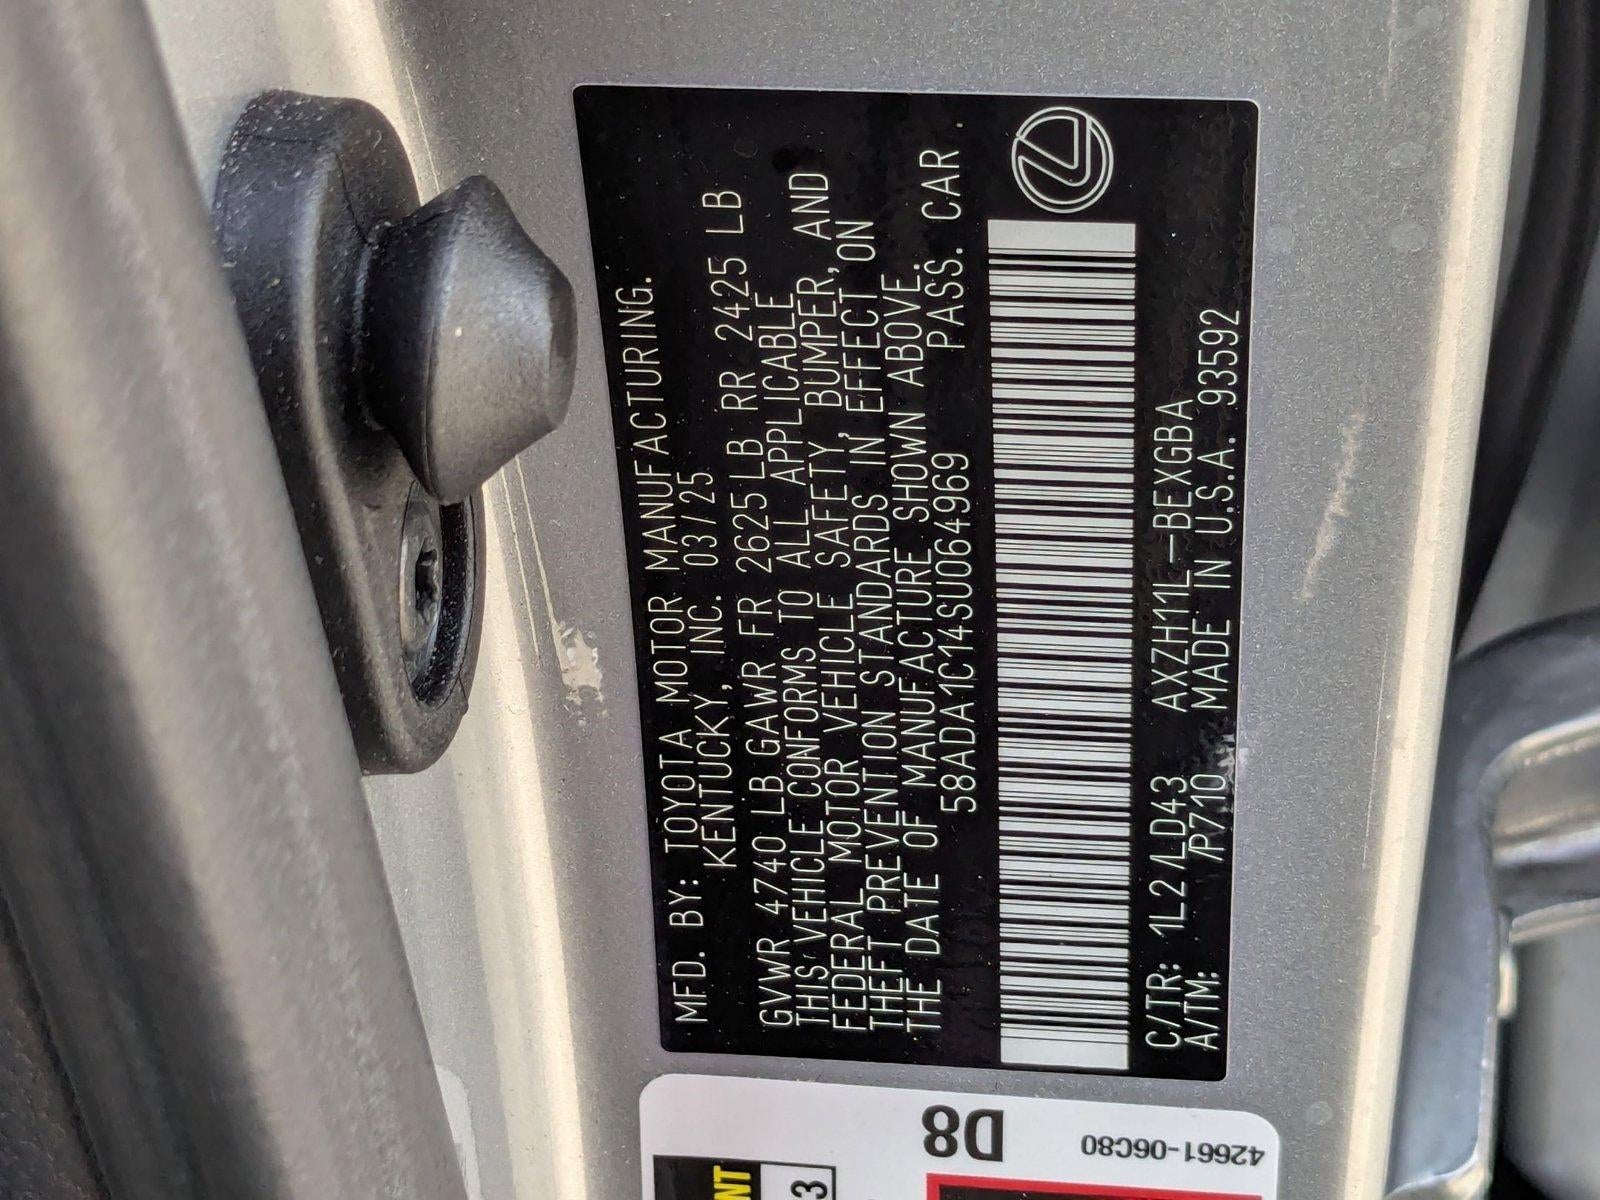 MFD. BY: TOYOTA MOTOR MANUFACTURING.
KENTUCKY, INC. 03/25
GVWR 4740 LB GAWR FR 2625 LB RR 2425 LB
THIS VEHICLE CONFORMS TO ALL APPLICABLE
FEDERAL MOTOR VEHICLE SAFETY, BUMPER, AND
THEFT PREVENTION STANDARDS IN EFFECT ON
THE DATE OF MANUFACTURE SHOWN ABOVE.
58ADA1C14SU064969 PASS. CAR
C/TR: 1L2/LD43 AXZH11L-BEXGBA
A/TM: /P710 MADE IN U.S.A. 93592
D8
42661-06C80